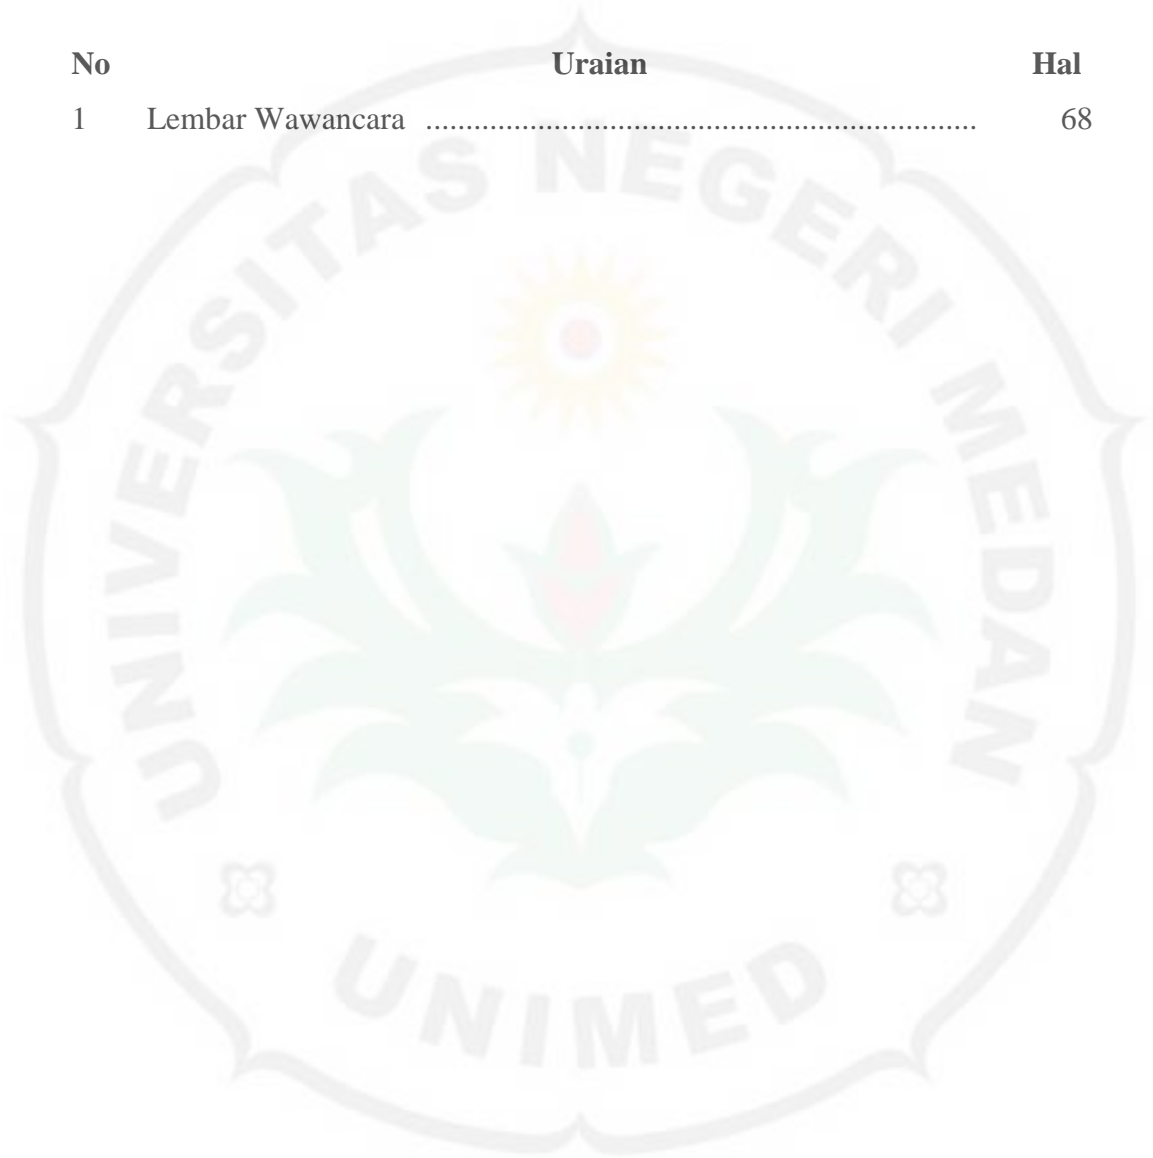 No Uraian Hal
1 Lembar Wawancara ..................................................................... 68
UNIVERSITAS NEGERI MEDAN
UNIMED